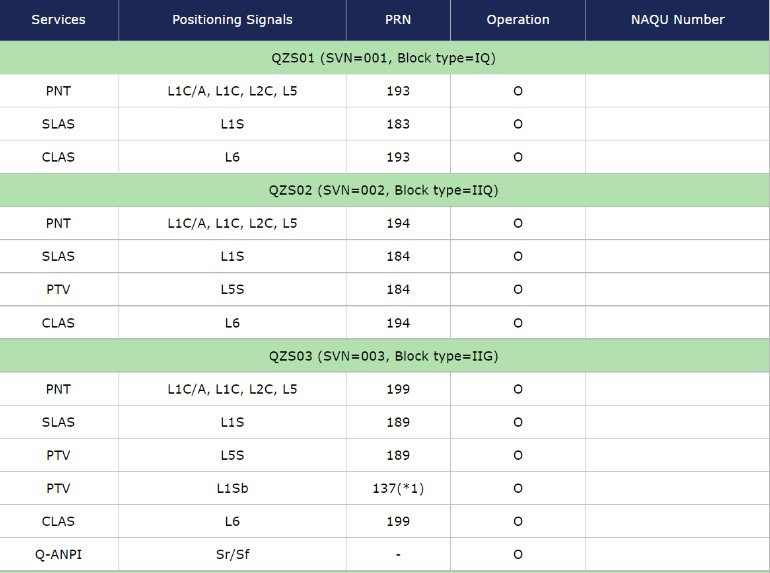 Services Positioning Signals PRN Operation NAQU Number
QZS01 (SVN=001, Block type=IQ)
PNT L1C/A, L1C, L2C, L5 193 O
SLAS L1S 183 O
CLAS L6 193 O
QZS02 (SVN=002, Block type=IIQ)
PNT L1C/A, L1C, L2C, L5 194 O
SLAS L1S 184 O
PTV L5S 184 O
CLAS L6 194 O
QZS03 (SVN=003, Block type=IIG)
PNT L1C/A, L1C, L2C, L5 199 O
SLAS L1S 189 O
PTV L5S 189 O
PTV L1Sb 137(*1) O
CLAS L6 199 O
Q-ANPI Sr/Sf - O